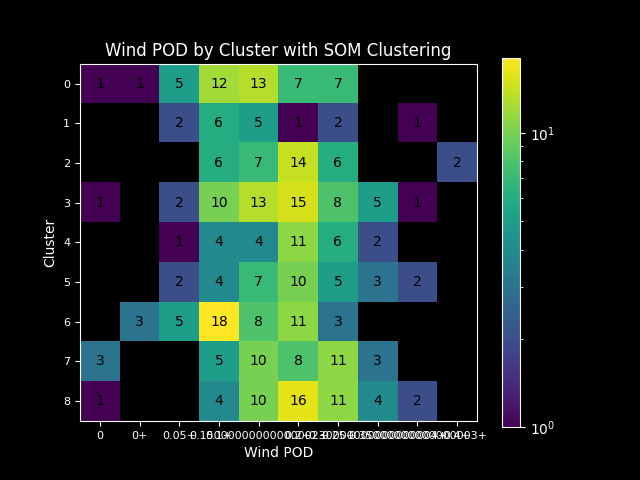 Wind POD by Cluster with SOM Clustering
0 1 1 5 12 13 7 7
1 2 6 5 1 2 1
2 6 7 14 6 2
3 1 2 10 13 15 8 5 1
4 1 4 4 11 6 2
5 2 4 7 10 5 3 2
6 3 5 18 8 11 3
7 3 5 10 8 11 3
8 1 4 10 16 11 4 2
Cluster
0 0+ 0.05+
Wind POD
10¹
10⁰